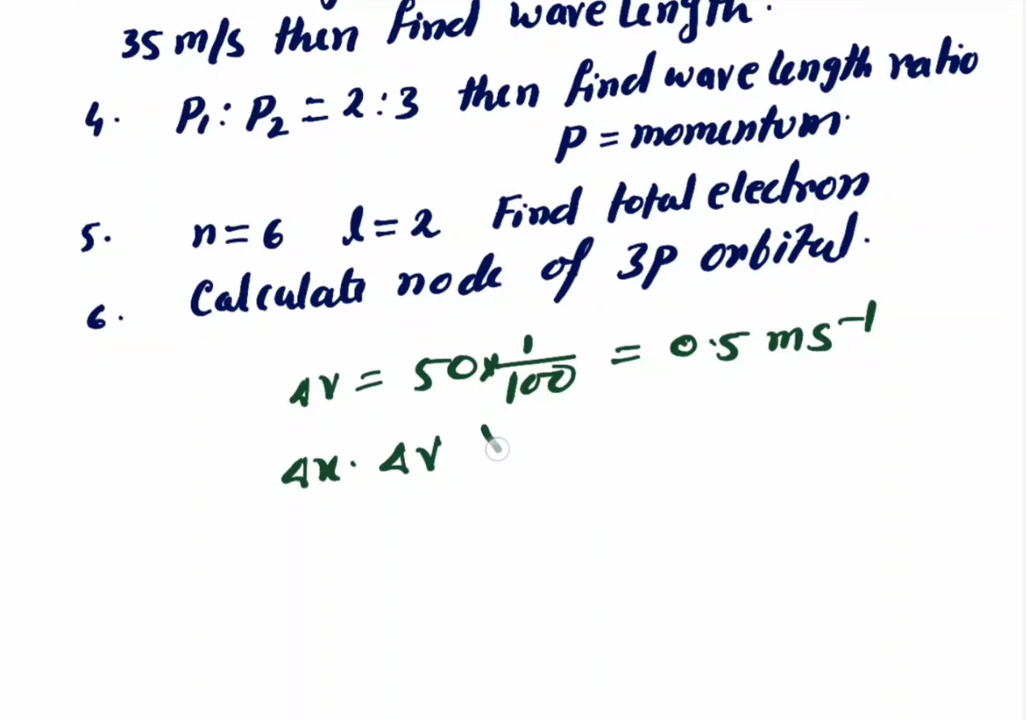 35 m/s then find wave length.
4. P₁ : P₂ = 2 : 3 then find wave length ratio
P = momentum.
5. n = 6 l = 2 Find total electron
6. Calculate node of 3p orbital.
Δv = 50 × 1/100 = 0.5 ms⁻¹
Δx. Δv